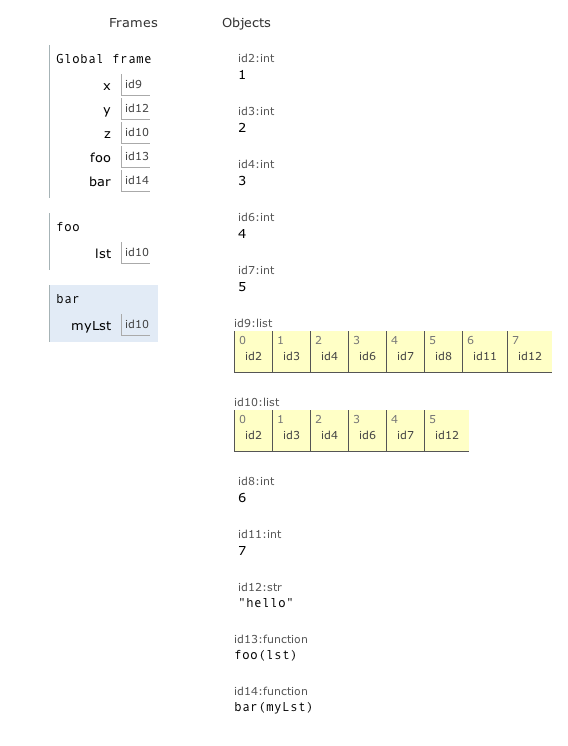 Frames Objects
Global frame
x id9
y id12
z id10
foo id13
bar id14
foo
lst id10
bar
myLst id10
id2:int
1
id3:int
2
id4:int
3
id6:int
4
id7:int
5
id9:list
0 1 2 3 4 5 6 7
id2 id3 id4 id6 id7 id8 id11 id12
id10:list
0 1 2 3 4 5
id2 id3 id4 id6 id7 id12
id8:int
6
id11:int
7
id12:str
"hello"
id13:function
foo(lst)
id14:function
bar(myLst)